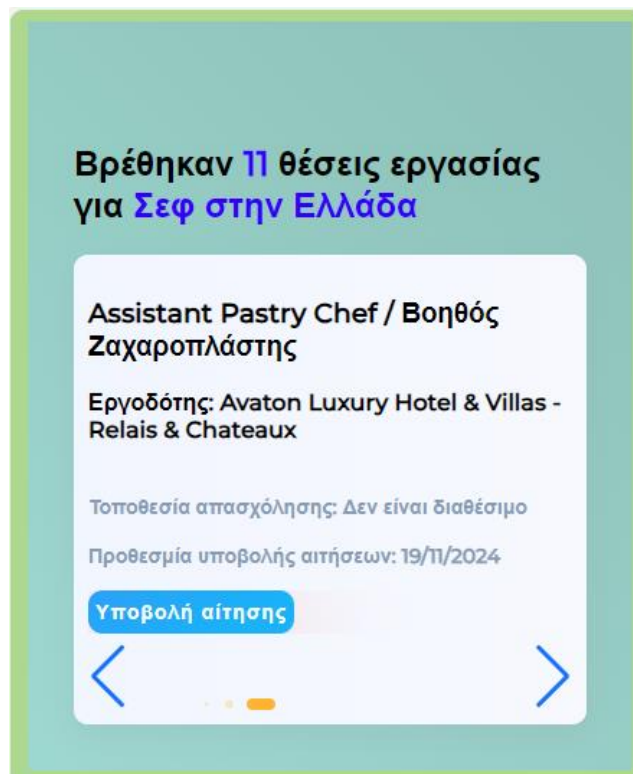 Βρέθηκαν 11 θέσεις εργασίας
για Σεφ στην Ελλάδα
Assistant Pastry Chef / Βοηθός
Ζαχαροπλάστης
Εργοδότης: Avaton Luxury Hotel & Villas -
Relais & Chateaux
Τοποθεσία απασχόλησης: Δεν είναι διαθέσιμο
Προθεσμία υποβολής αιτήσεων: 19/11/2024
Υποβολή αίτησης